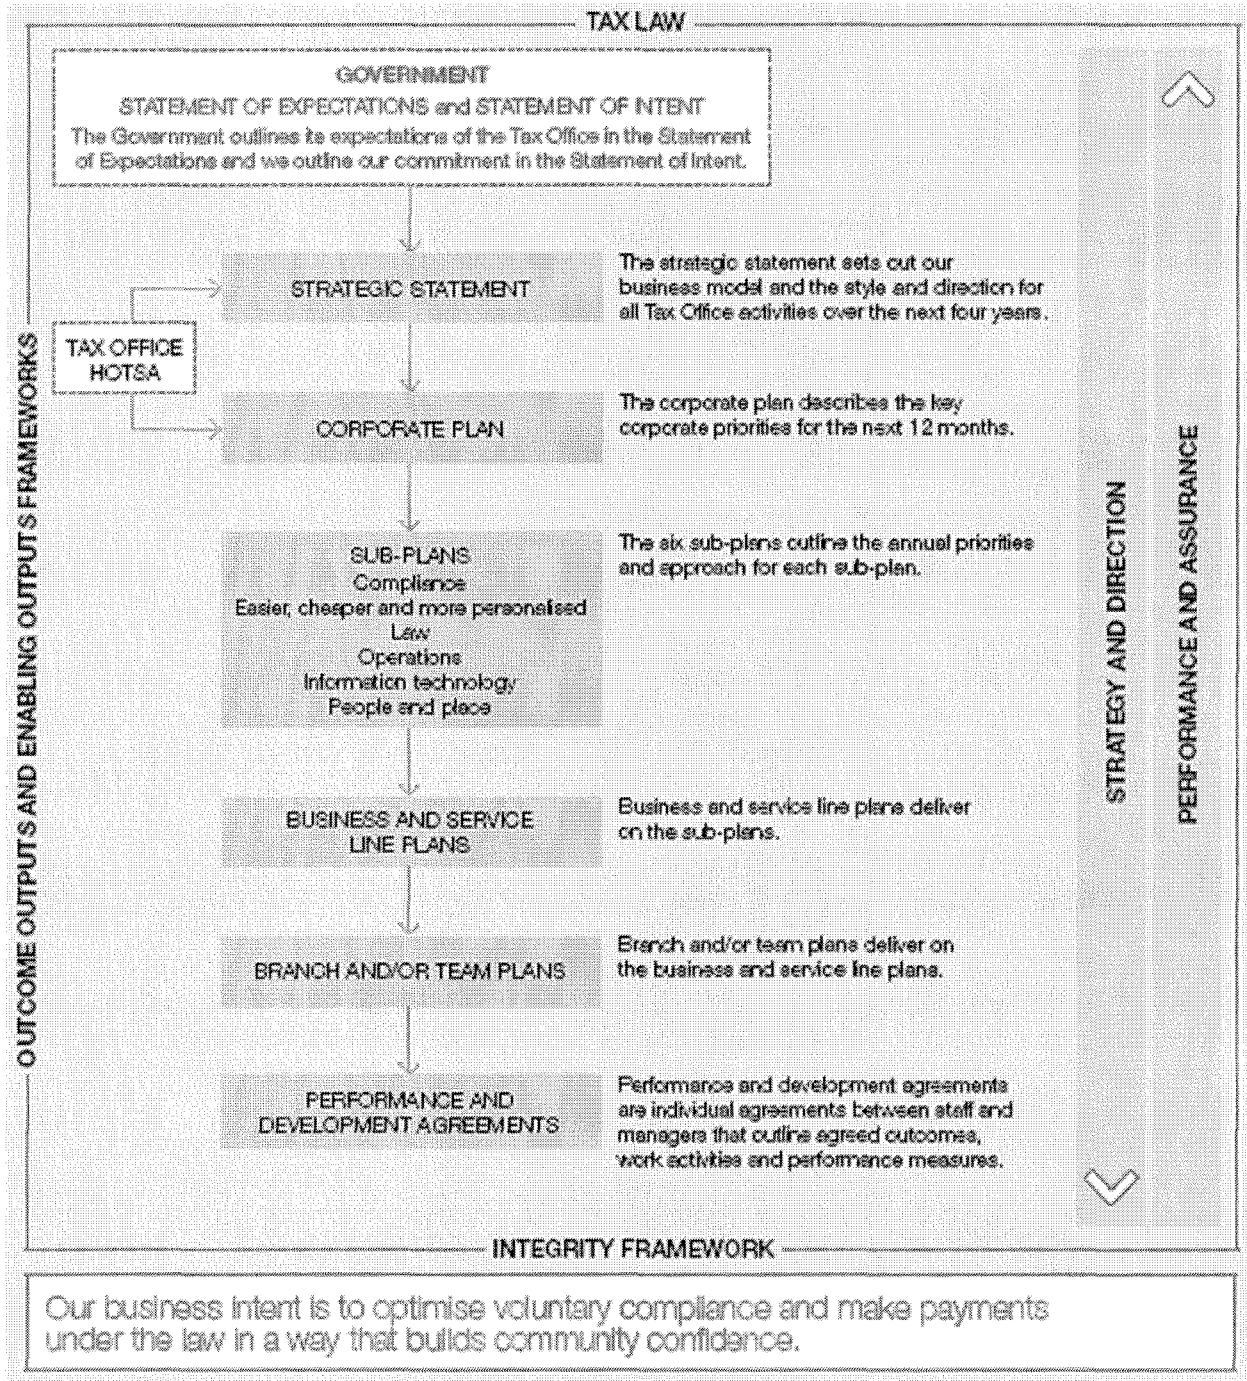 TAX LAW
GOVERNMENT
STATEMENT OF EXPECTATIONS and STATEMENT OF INTENT
The Government outlines its expectations of the Tax Office in the Statement
of Expectations and we outline our commitment in the Statement of Intent.
STRATEGIC STATEMENT
The strategic statement sets out our
business model and the style and direction for
all Tax Office activities over the next four years.
TAX OFFICE
HOTSA
CORPORATE PLAN
The corporate plan describes the key
corporate priorities for the next 12 months.
SUB-PLANS
Compliance
Easier, cheaper and more personalised
Law
Operations
Information technology
People and place
The six sub-plans outline the annual priorities
and approach for each sub-plan.
BUSINESS AND SERVICE
LINE PLANS
Business and service line plans deliver
on the sub-plans.
BRANCH AND/OR TEAM PLANS
Branch and/or team plans deliver on
the business and service line plans.
PERFORMANCE AND
DEVELOPMENT AGREEMENTS
Performance and development agreements
are individual agreements between staff and
managers that outline agreed outcomes,
work activities and performance measures.
OUTCOME OUTPUTS AND ENABLING OUTPUTS FRAMEWORKS
STRATEGY AND DIRECTION
PERFORMANCE AND ASSURANCE
INTEGRITY FRAMEWORK
Our business intent is to optimise voluntary compliance and make payments
under the law in a way that builds community confidence.